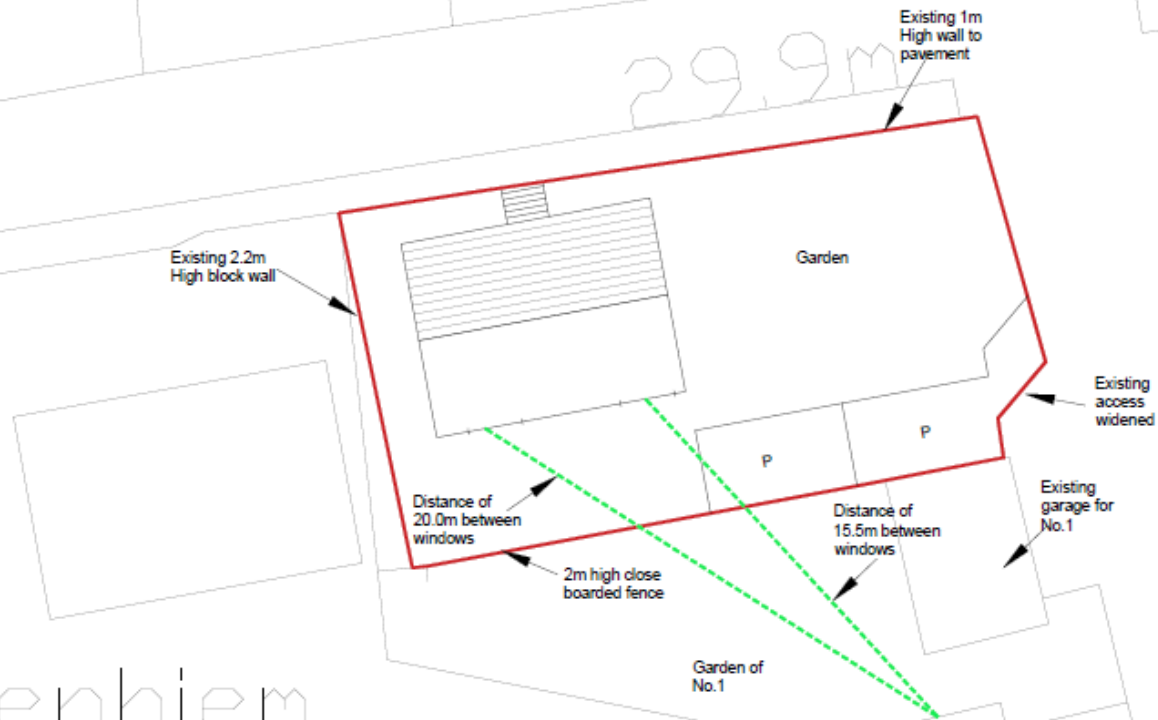 Existing 1m
High wall to
pavement
29.9m
Existing 2.2m
High block wall
Garden
Existing
access
widened
P
P
Distance of
20.0m between
windows
Distance of
15.5m between
windows
Existing
garage for
No.1
2m high close
boarded fence
Garden of
No.1
enhiem